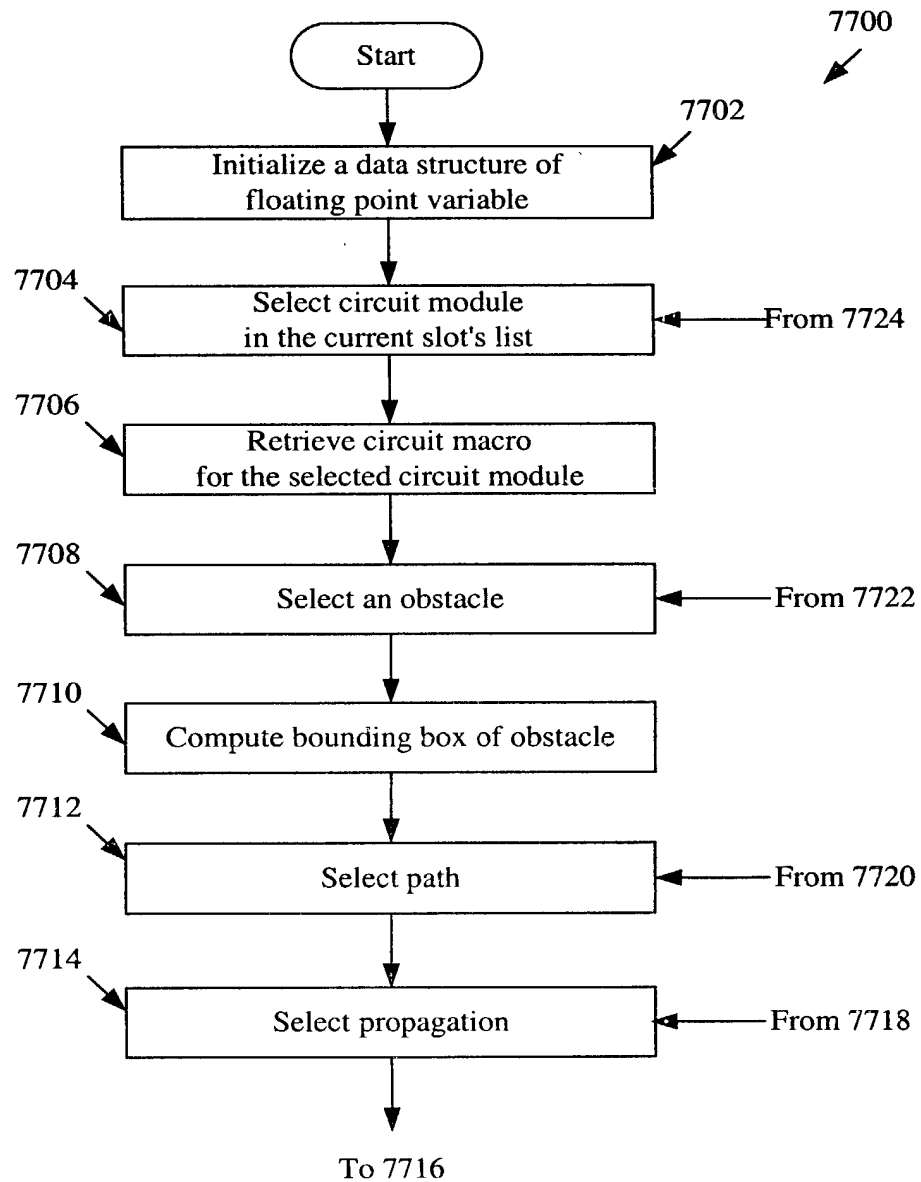 7700
Start
7702
Initialize a data structure of
floating point variable
7704
Select circuit module
in the current slot's list
From 7724
7706
Retrieve circuit macro
for the selected circuit module
7708
Select an obstacle
From 7722
7710
Compute bounding box of obstacle
7712
Select path
From 7720
7714
Select propagation
From 7718
To 7716